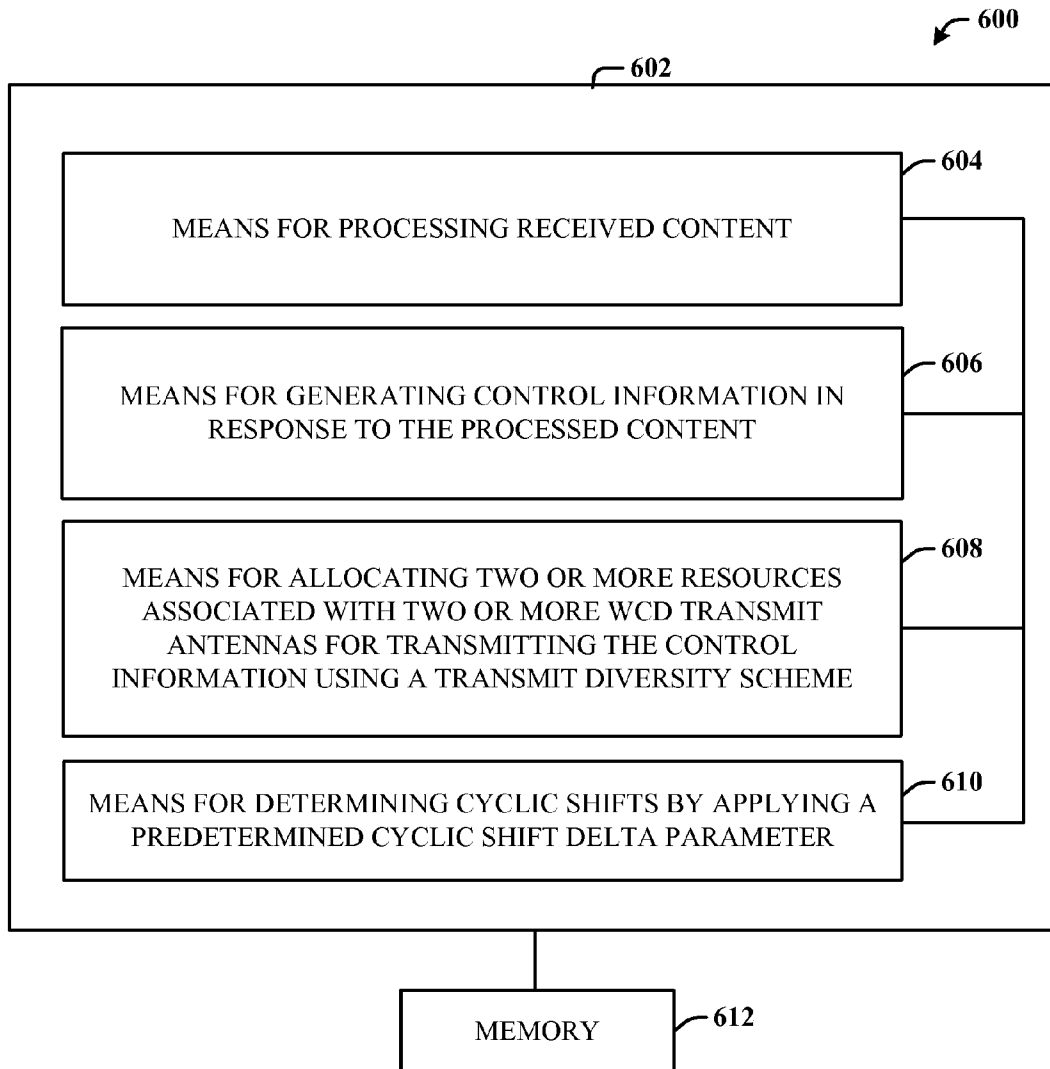 600
602
604
MEANS FOR PROCESSING RECEIVED CONTENT
606
MEANS FOR GENERATING CONTROL INFORMATION IN
RESPONSE TO THE PROCESSED CONTENT
608
MEANS FOR ALLOCATING TWO OR MORE RESOURCES
ASSOCIATED WITH TWO OR MORE WCD TRANSMIT
ANTENNAS FOR TRANSMITTING THE CONTROL
INFORMATION USING A TRANSMIT DIVERSITY SCHEME
610
MEANS FOR DETERMINING CYCLIC SHIFTS BY APPLYING A
PREDETERMINED CYCLIC SHIFT DELTA PARAMETER
MEMORY
612